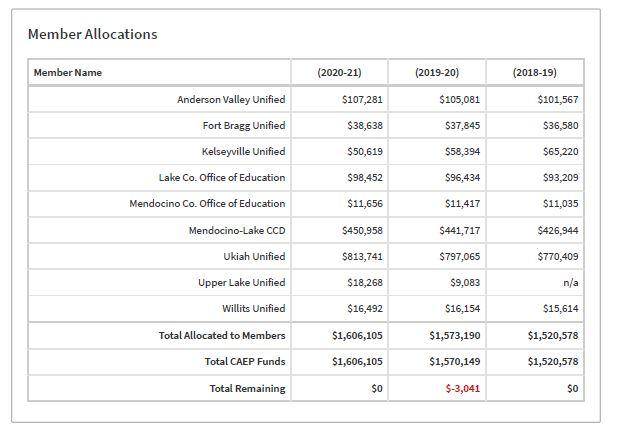 Member Allocations
Member Name (2020-21) (2019-20) (2018-19)
Anderson Valley Unified $107,281 $105,081 $101,567
Fort Bragg Unified $38,638 $37,845 $36,580
Kelseyville Unified $50,619 $58,394 $65,220
Lake Co. Office of Education $98,452 $96,434 $93,209
Mendocino Co. Office of Education $11,656 $11,417 $11,035
Mendocino-Lake CCD $450,958 $441,717 $426,944
Ukiah Unified $813,741 $797,065 $770,409
Upper Lake Unified $18,268 $9,083 n/a
Willits Unified $16,492 $16,154 $15,614
Total Allocated to Members $1,606,105 $1,573,190 $1,520,578
Total CAEP Funds $1,606,105 $1,570,149 $1,520,578
Total Remaining $0 $-3,041 $0